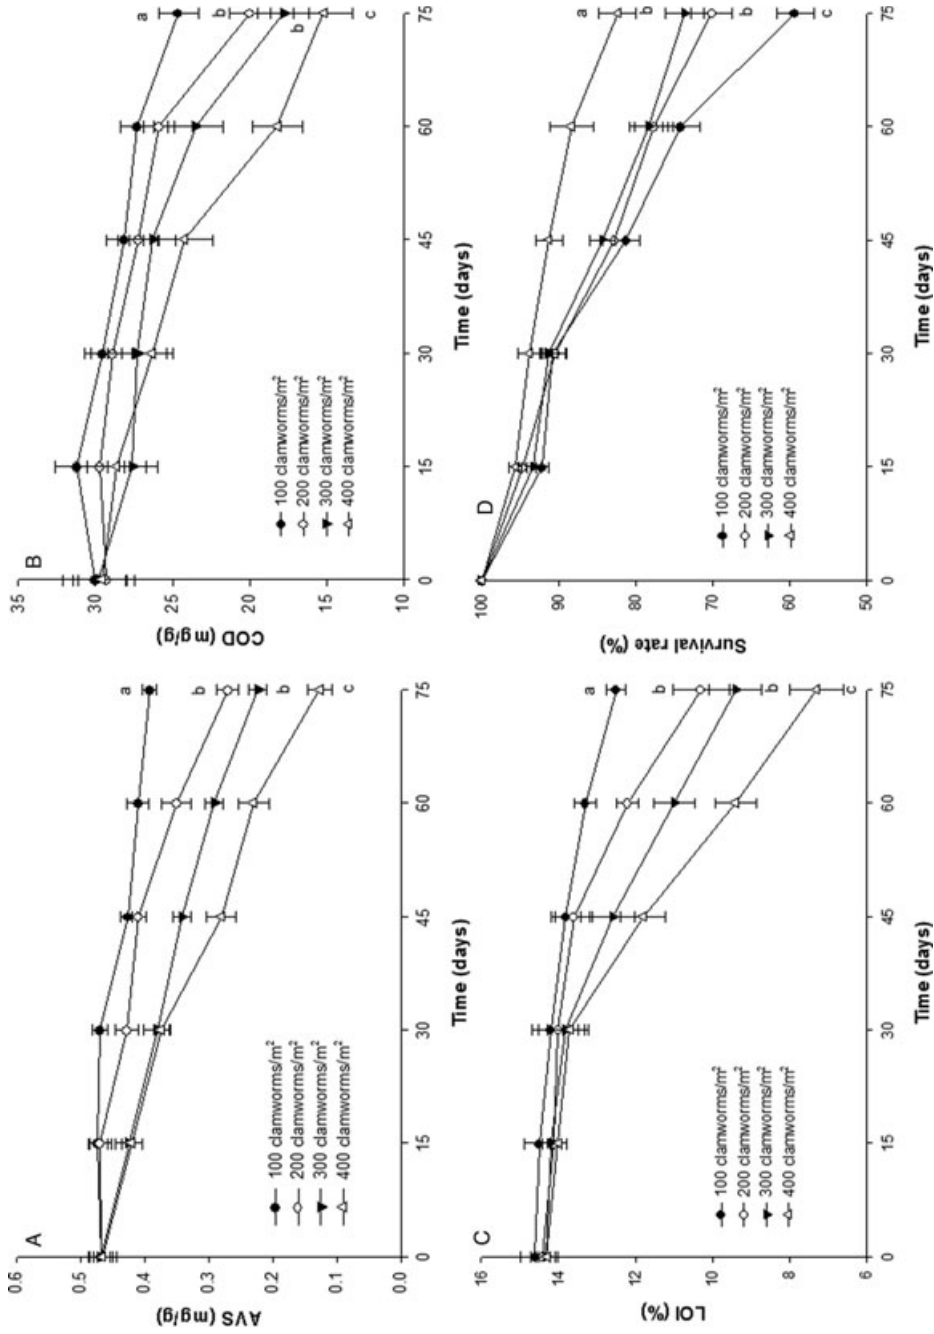 A
AVS (mg/g)
0.6
0.4
0.3
0.2
0.1
0.0
100 clamworms/m²
200 clamworms/m²
300 clamworms/m²
400 clamworms/m²
a
b
b
c
0 15 30 45 60 75
Time (days)
B
COD (mg/g)
35
30
25
20
15
10
100 clamworms/m²
200 clamworms/m²
300 clamworms/m²
400 clamworms/m²
a
b
b
c
0 15 30 45 60 75
Time (days)
C
LOI (%)
16
14
12
10
8
6
100 clamworms/m²
200 clamworms/m²
300 clamworms/m²
400 clamworms/m²
a
b
b
c
0 15 30 45 60 75
Time (days)
D
Survival rate (%)
100
90
80
70
60
50
100 clamworms/m²
200 clamworms/m²
300 clamworms/m²
400 clamworms/m²
a
b
b
c
0 15 30 45 60 75
Time (days)